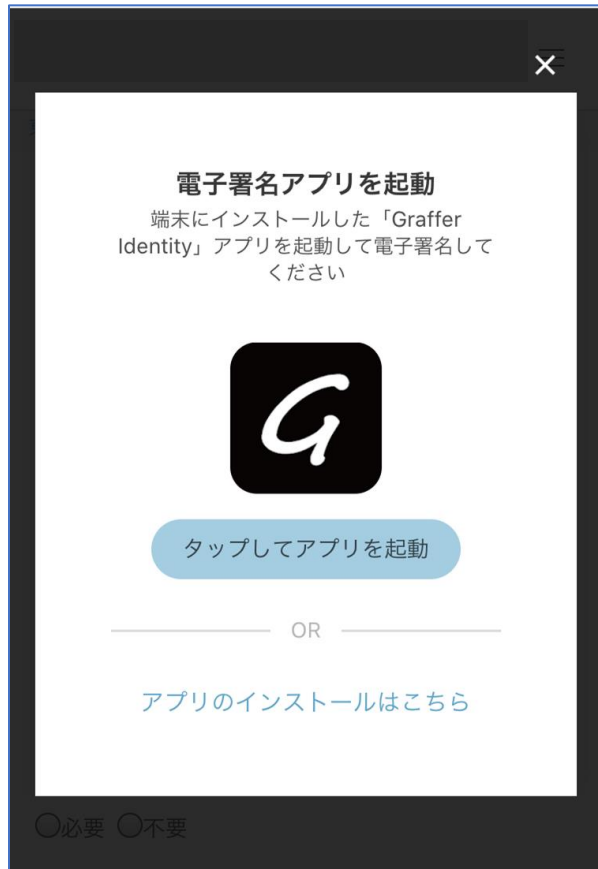 電子署名アプリを起動
端末にインストールした「Graffer
Identity」アプリを起動して電子署名して
ください
G
タップしてアプリを起動
OR
アプリのインストールはこちら
○必要 ○不要